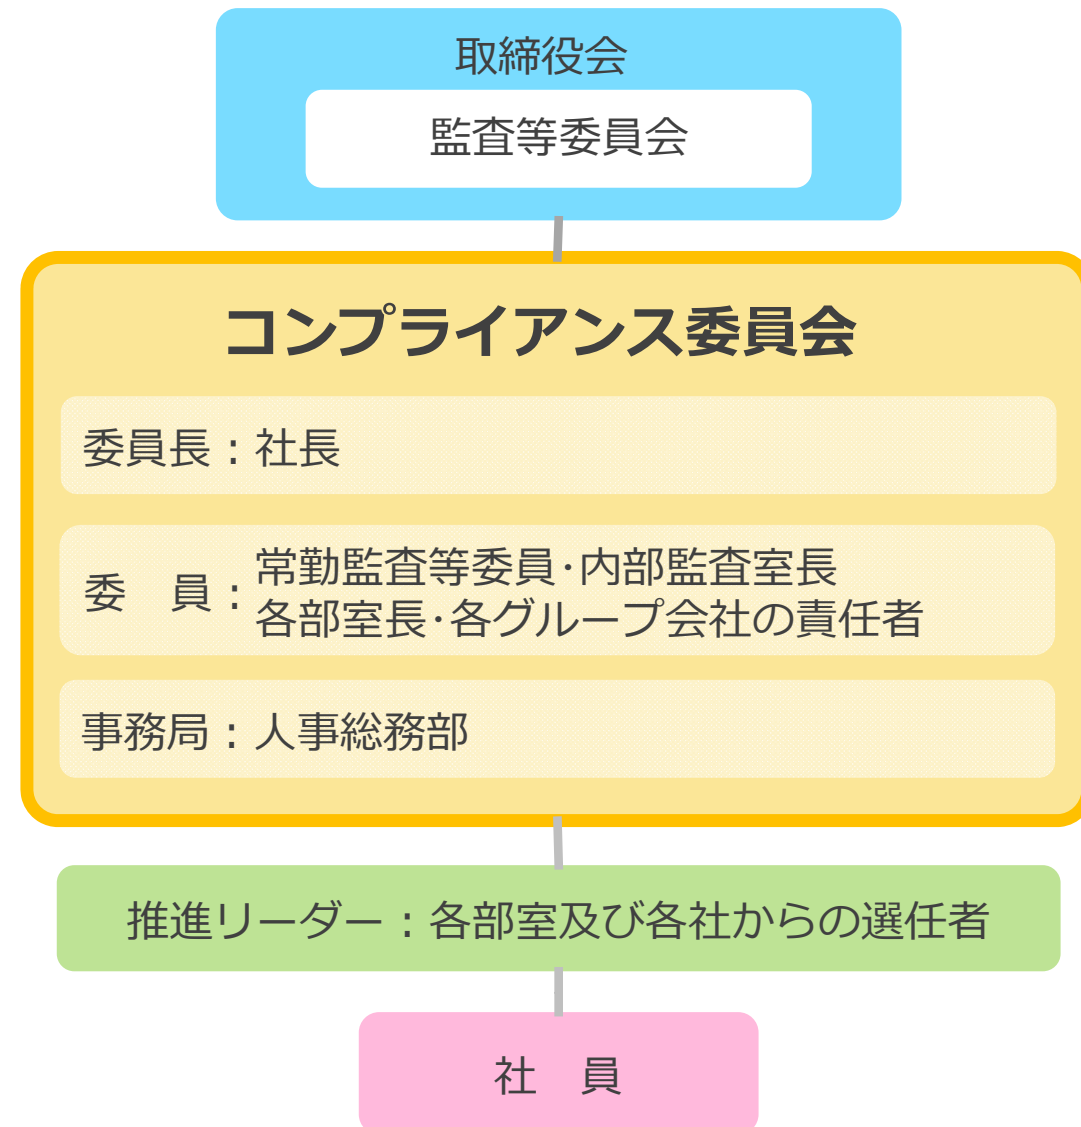 取締役会
監査等委員会
コンプライアンス委員会
委員長：社長
委　員：常勤監査等委員･内部監査室長
各部室長･各グループ会社の責任者
事務局：人事総務部
推進リーダー：各部室及び各社からの選任者
社　員